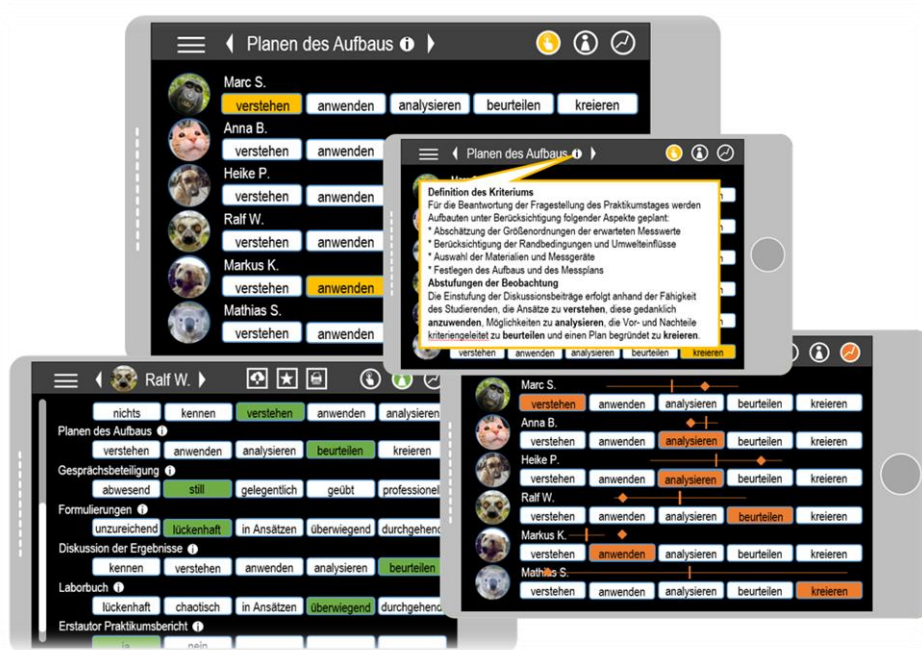 Planen des Aufbaus i
Marc S.
verstehen anwenden analysieren beurteilen kreieren
Anna B.
verstehen anwenden
Heike P.
verstehen anwenden
Ralf W.
verstehen anwenden
Markus K.
verstehen anwenden
Mathias S.
verstehen anwenden
Planen des Aufbaus i
Definition des Kriteriums
Für die Beantwortung der Fragestellung des Praktikumstages werden
Aufbauten unter Berücksichtigung folgender Aspekte geplant:
* Abschätzung der Größenordnungen der erwarteten Messwerte
* Berücksichtigung der Randbedingungen und Umwelteinflüsse
* Auswahl der Materialien und Messgeräte
* Festlegen des Aufbaus und des Messplans
Abstufungen der Beobachtung
Die Einstufung der Diskussionsbeiträge erfolgt anhand der Fähigkeit
des Studierenden, die Ansätze zu verstehen, diese gedanklich
anzuwenden, Möglichkeiten zu analysieren, die Vor- und Nachteile
kriteriengeleitet zu beurteilen und einen Plan begründet zu kreieren.
verstehen anwenden analysieren beurteilen kreieren
Ralf W.
nichts kennen verstehen anwenden analysieren
Planen des Aufbaus i
verstehen anwenden analysieren beurteilen kreieren
Gesprächsbeteiligung i
abwesend still gelegentlich geübt professionel
Formulierungen i
unzureichend lückenhaft in Ansätzen überwiegend durchgehend
Diskussion der Ergebnisse i
kennen verstehen anwenden analysieren beurteilen
Laborbuch i
lückenhaft chaotisch in Ansätzen überwiegend durchgehend
Erstautor Praktikumsbericht i
ja nein
Marc S.
verstehen anwenden analysieren beurteilen kreieren
Anna B.
verstehen anwenden analysieren beurteilen kreieren
Heike P.
verstehen anwenden analysieren beurteilen kreieren
Ralf W.
verstehen anwenden analysieren beurteilen kreieren
Markus K.
verstehen anwenden analysieren beurteilen kreieren
Mathias S.
verstehen anwenden analysieren beurteilen kreieren